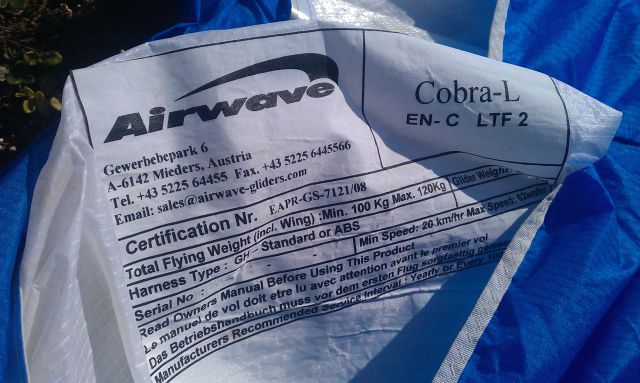 Airwave
Gewerbebepark 6
A-6142 Mieders, Austria
Tel. +43 5225 64455 Fax. +43 5225 6445566
Email: sales@airwave-gliders.com
Cobra-L
EN- C LTF 2
Certification Nr. EAPR-GS-7121/08
Total Flying Weight (incl. Wing) :Min. 100 Kg Max. 120Kg Glider Weight:
Harness Type : GH - Standard or ABS Min Speed: 20 km/hr Max Speed:
Serial No : -
Read Owners Manual Before Using This Product
Le manuel de vol doit etre lu avec attention avant le premier vol
Das Betriebshandbuch muss vor dem ersten Flug sorgfaettig
Manufacturers Recommended Service Interval : Yearly or Every